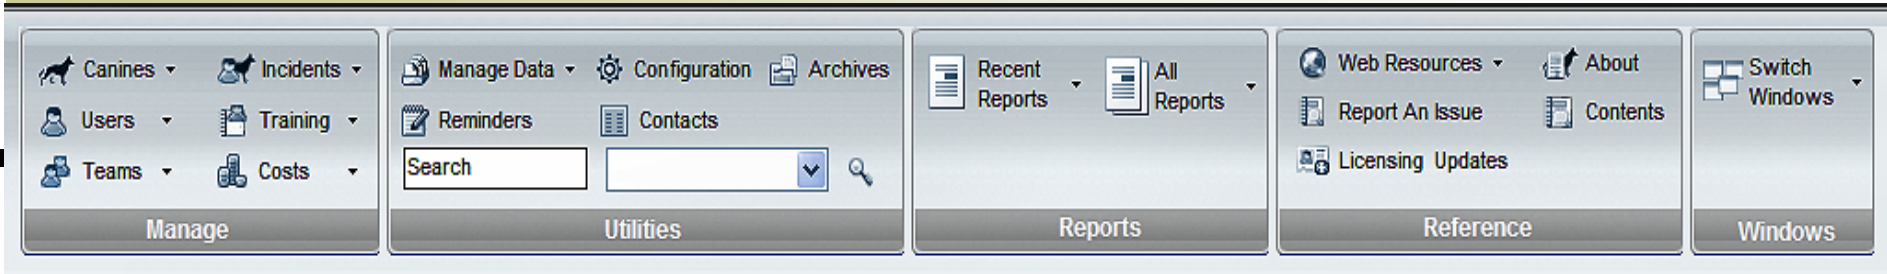 Canines Incidents
Users Training
Teams Costs
Manage
Manage Data Configuration Archives
Reminders Contacts
Search
Utilities
Recent
Reports
All
Reports
Reports
Web Resources About
Report An Issue Contents
Licensing Updates
Reference
Switch
Windows
Windows